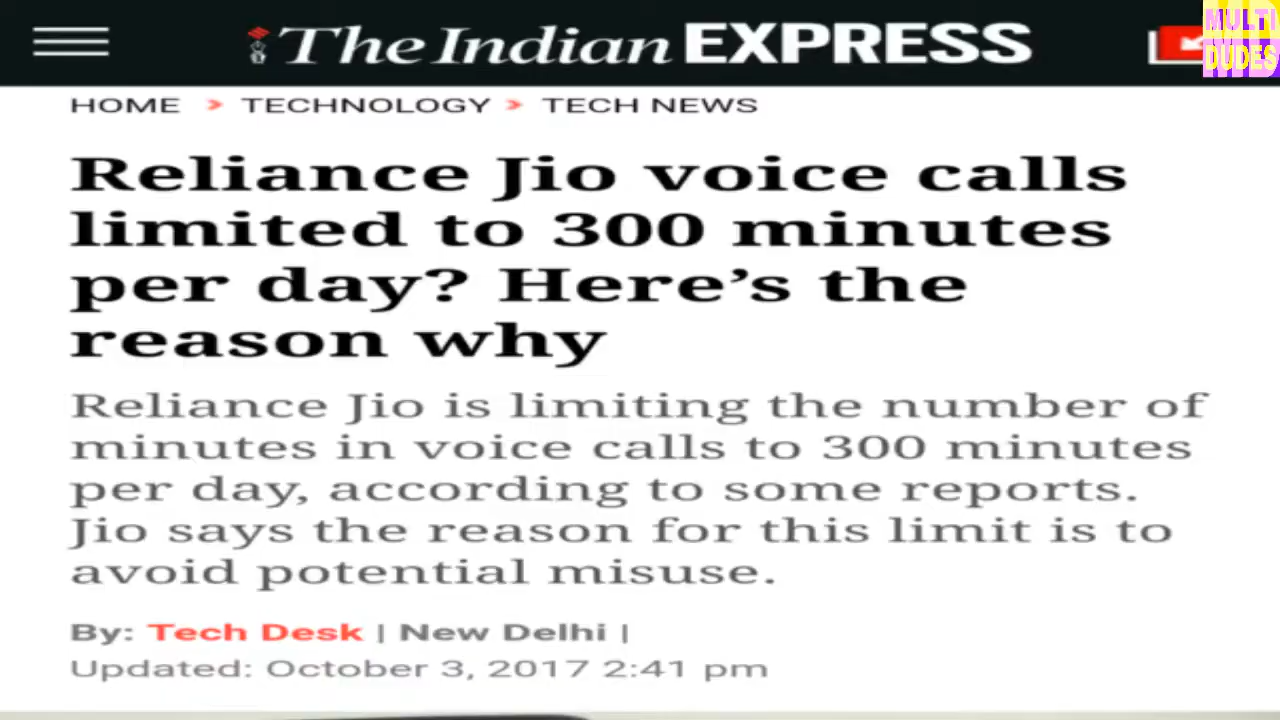 The Indian EXPRESS
MULTI
DUDES
HOME > TECHNOLOGY > TECH NEWS
Reliance Jio voice calls
limited to 300 minutes
per day? Here’s the
reason why
Reliance Jio is limiting the number of
minutes in voice calls to 300 minutes
per day, according to some reports.
Jio says the reason for this limit is to
avoid potential misuse.
By: Tech Desk | New Delhi |
Updated: October 3, 2017 2:41 pm